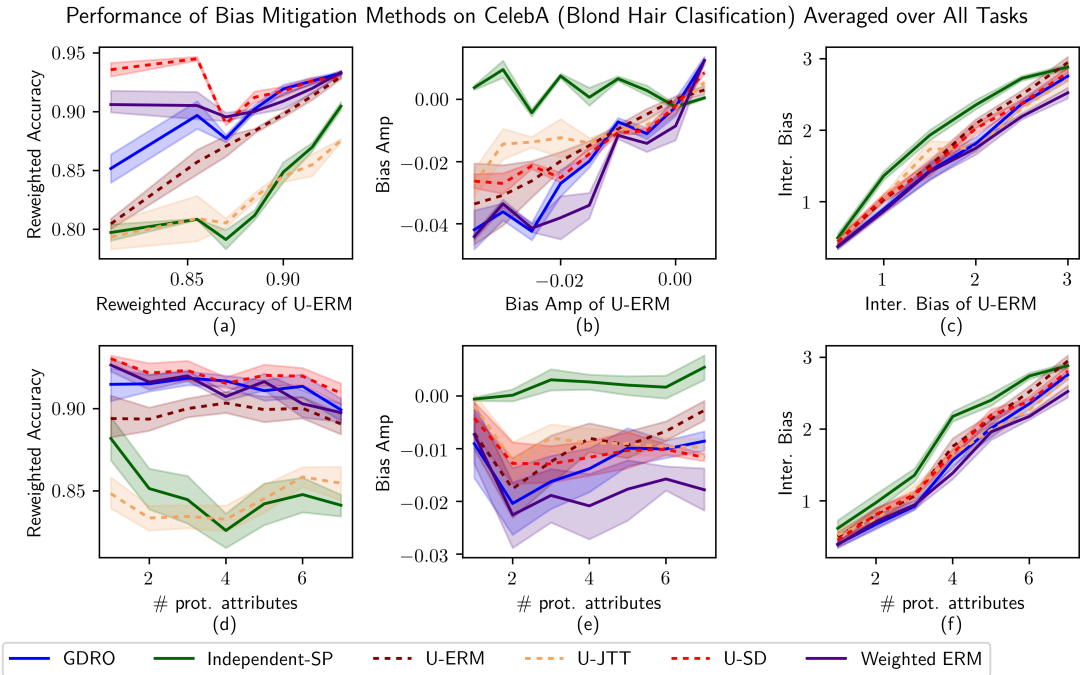 Performance of Bias Mitigation Methods on CelebA (Blond Hair Clasification) Averaged over All Tasks
Reweighted Accuracy
0.95
0.90
0.85
0.80
0.85 0.90
Reweighted Accuracy of U-ERM
(a)
Bias Amp
0.00
−0.02
−0.04
−0.02 0.00
Bias Amp of U-ERM
(b)
Inter. Bias
3
2
1
1 2 3
Inter. Bias of U-ERM
(c)
Reweighted Accuracy
0.90
0.85
2 4 6
# prot. attributes
(d)
Bias Amp
0.00
−0.01
−0.02
−0.03
2 4 6
# prot. attributes
(e)
Inter. Bias
3
2
1
2 4 6
# prot. attributes
(f)
GDRO Independent-SP U-ERM U-JTT U-SD Weighted ERM